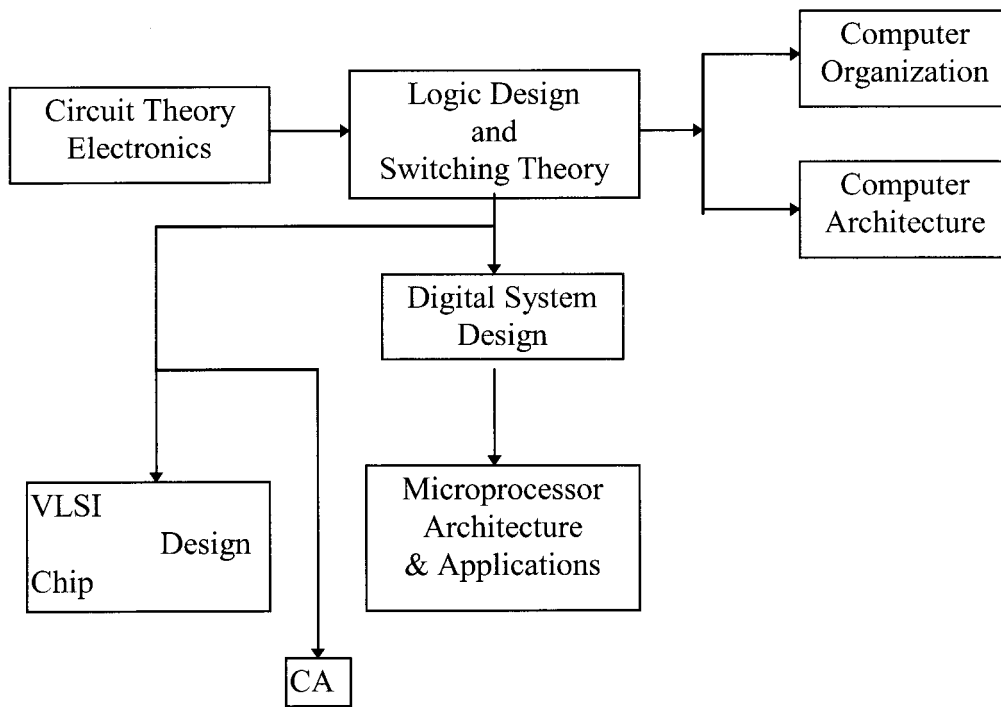 Circuit Theory
Electronics
Logic Design
and
Switching Theory
Computer
Organization
Computer
Architecture
Digital System
Design
VLSI
Design
Chip
Microprocessor
Architecture
& Applications
CA